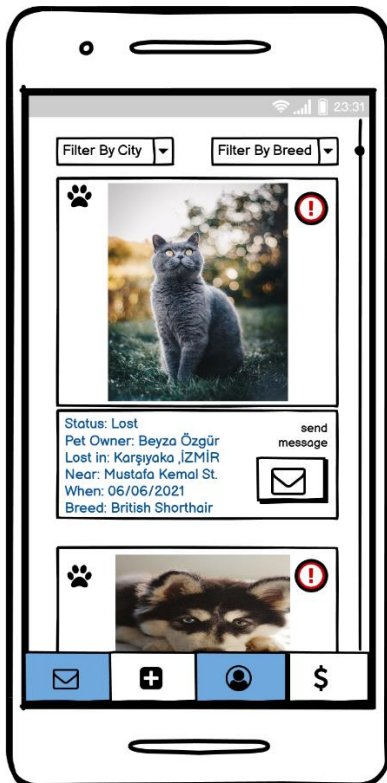 23:31
Filter By City
Filter By Breed
Status: Lost
Pet Owner: Beyza Özgür
Lost in: Karşıyaka ,İZMİR
Near: Mustafa Kemal St.
When: 06/06/2021
Breed: British Shorthair
send
message
$